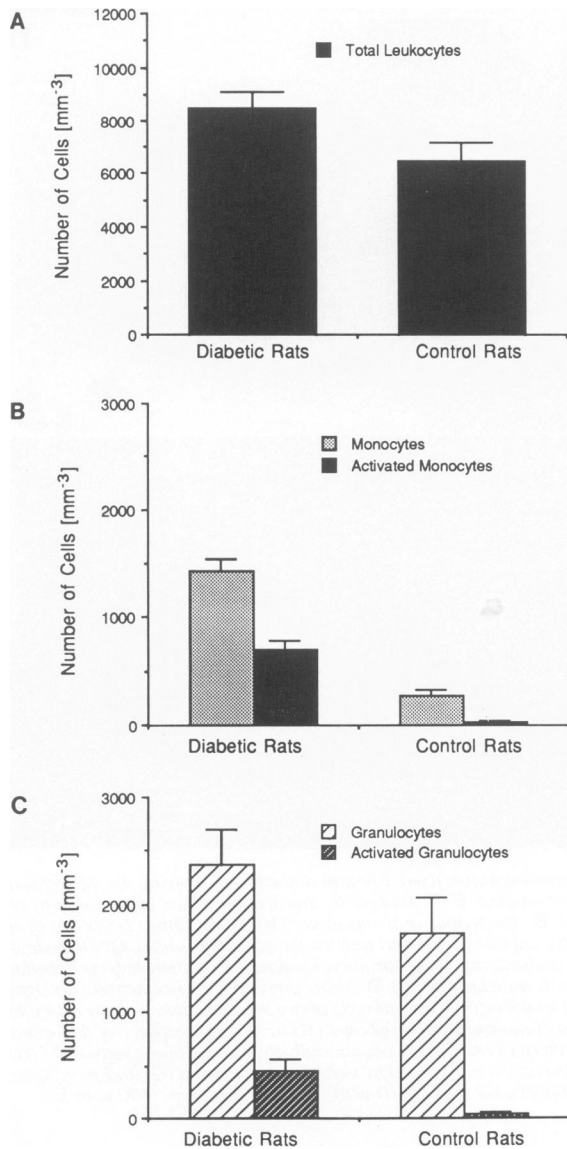 A
12000
10000
8000
6000
4000
2000
0
Number of Cells [mm-3]
Total Leukocytes
Diabetic Rats
Control Rats
B
3000
2000
1000
0
Number of Cells [mm-3]
Monocytes
Activated Monocytes
Diabetic Rats
Control Rats
C
3000
2000
1000
0
Number of Cells [mm-3]
Granulocytes
Activated Granulocytes
Diabetic Rats
Control Rats